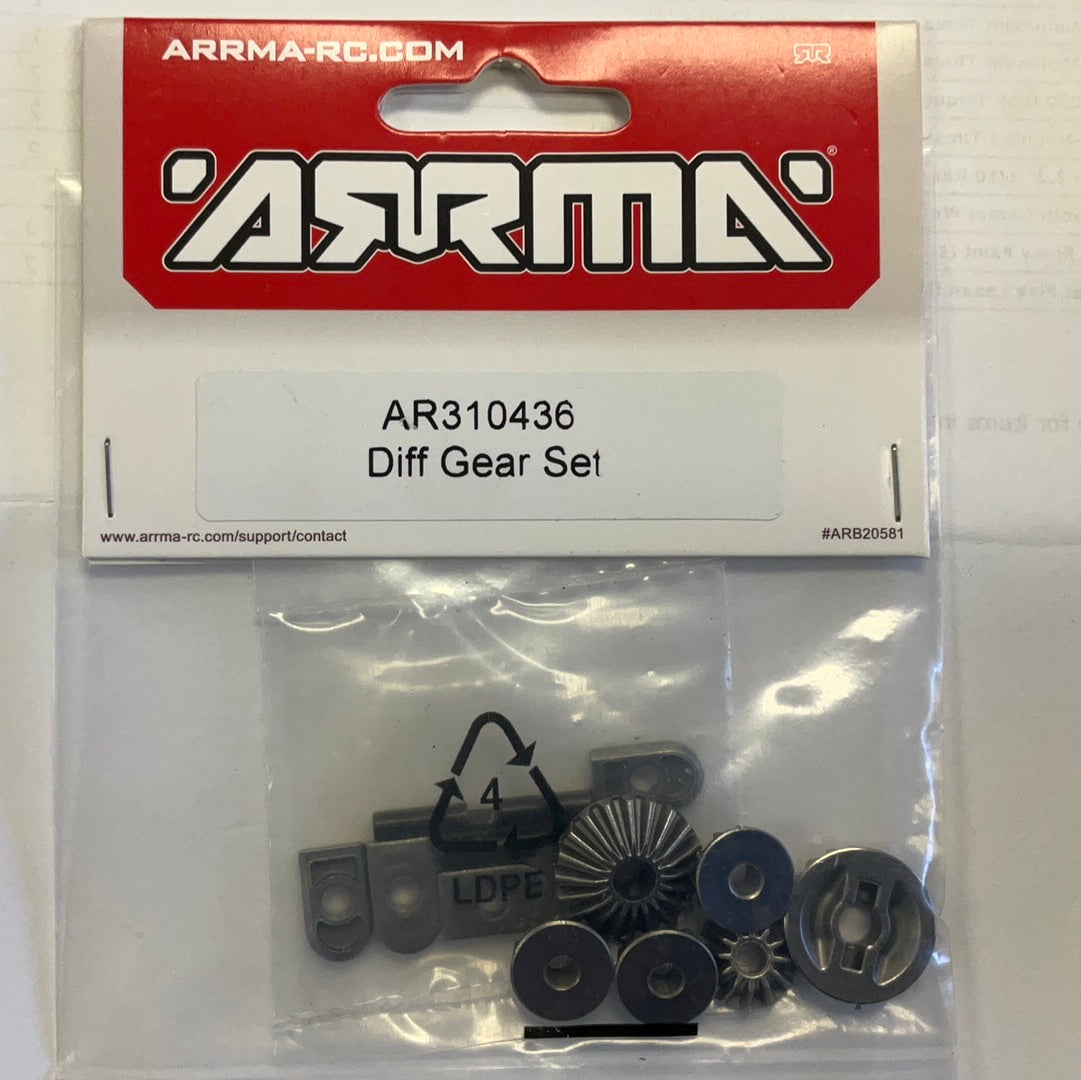 ARRMA-RC.COM
ARRMA®
AR310436
Diff Gear Set
www.arrma-rc.com/support/contact
#ARB20581
4
LDPE